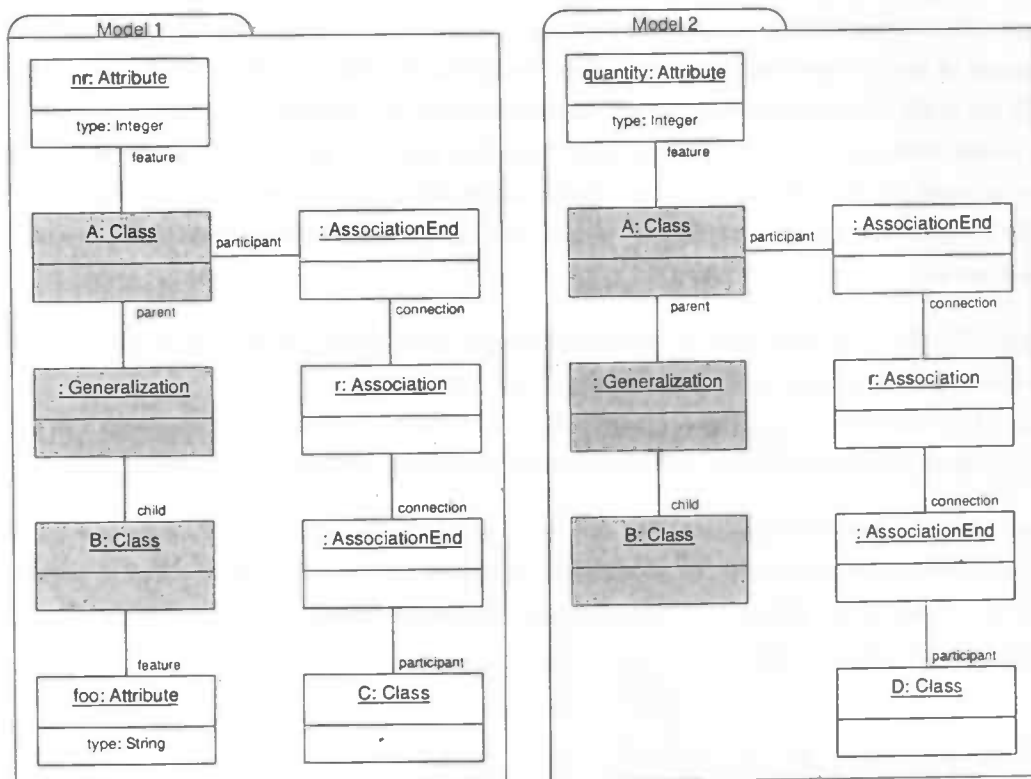 Model 1
nr: Attribute
type: Integer
feature
A: Class
participant
: AssociationEnd
parent
connection
: Generalization
r: Association
child
connection
B: Class
: AssociationEnd
feature
participant
foo: Attribute
C: Class
type: String
Model 2
quantity: Attribute
type: Integer
feature
A: Class
participant
: AssociationEnd
parent
connection
: Generalization
r: Association
child
connection
B: Class
: AssociationEnd
participant
D: Class